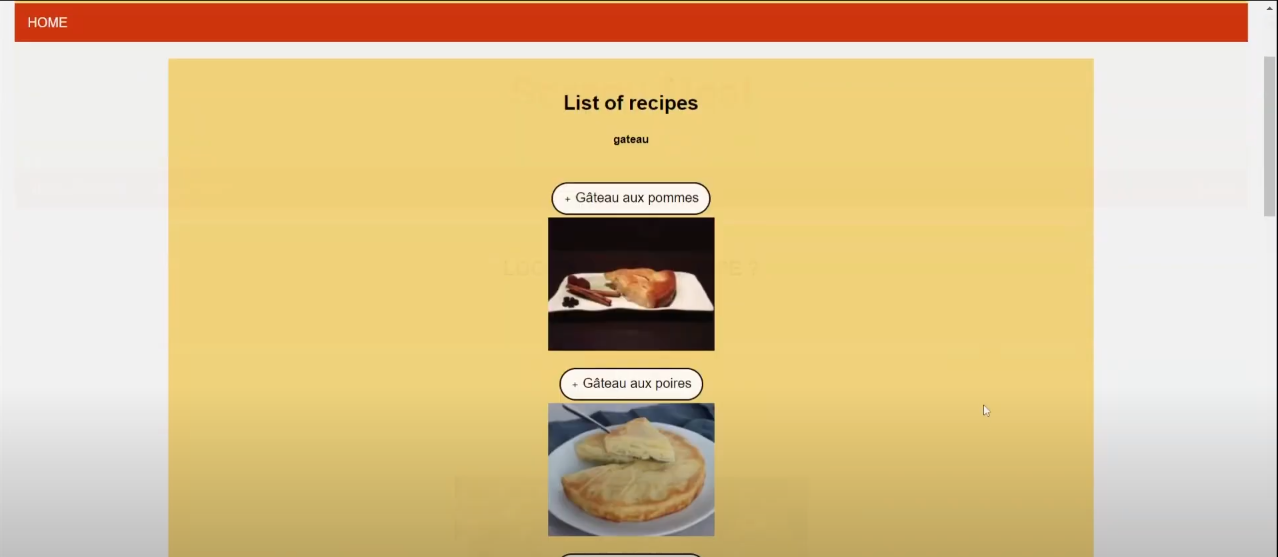 HOME
List of recipes
gateau
+ Gâteau aux pommes
+ Gâteau aux poires